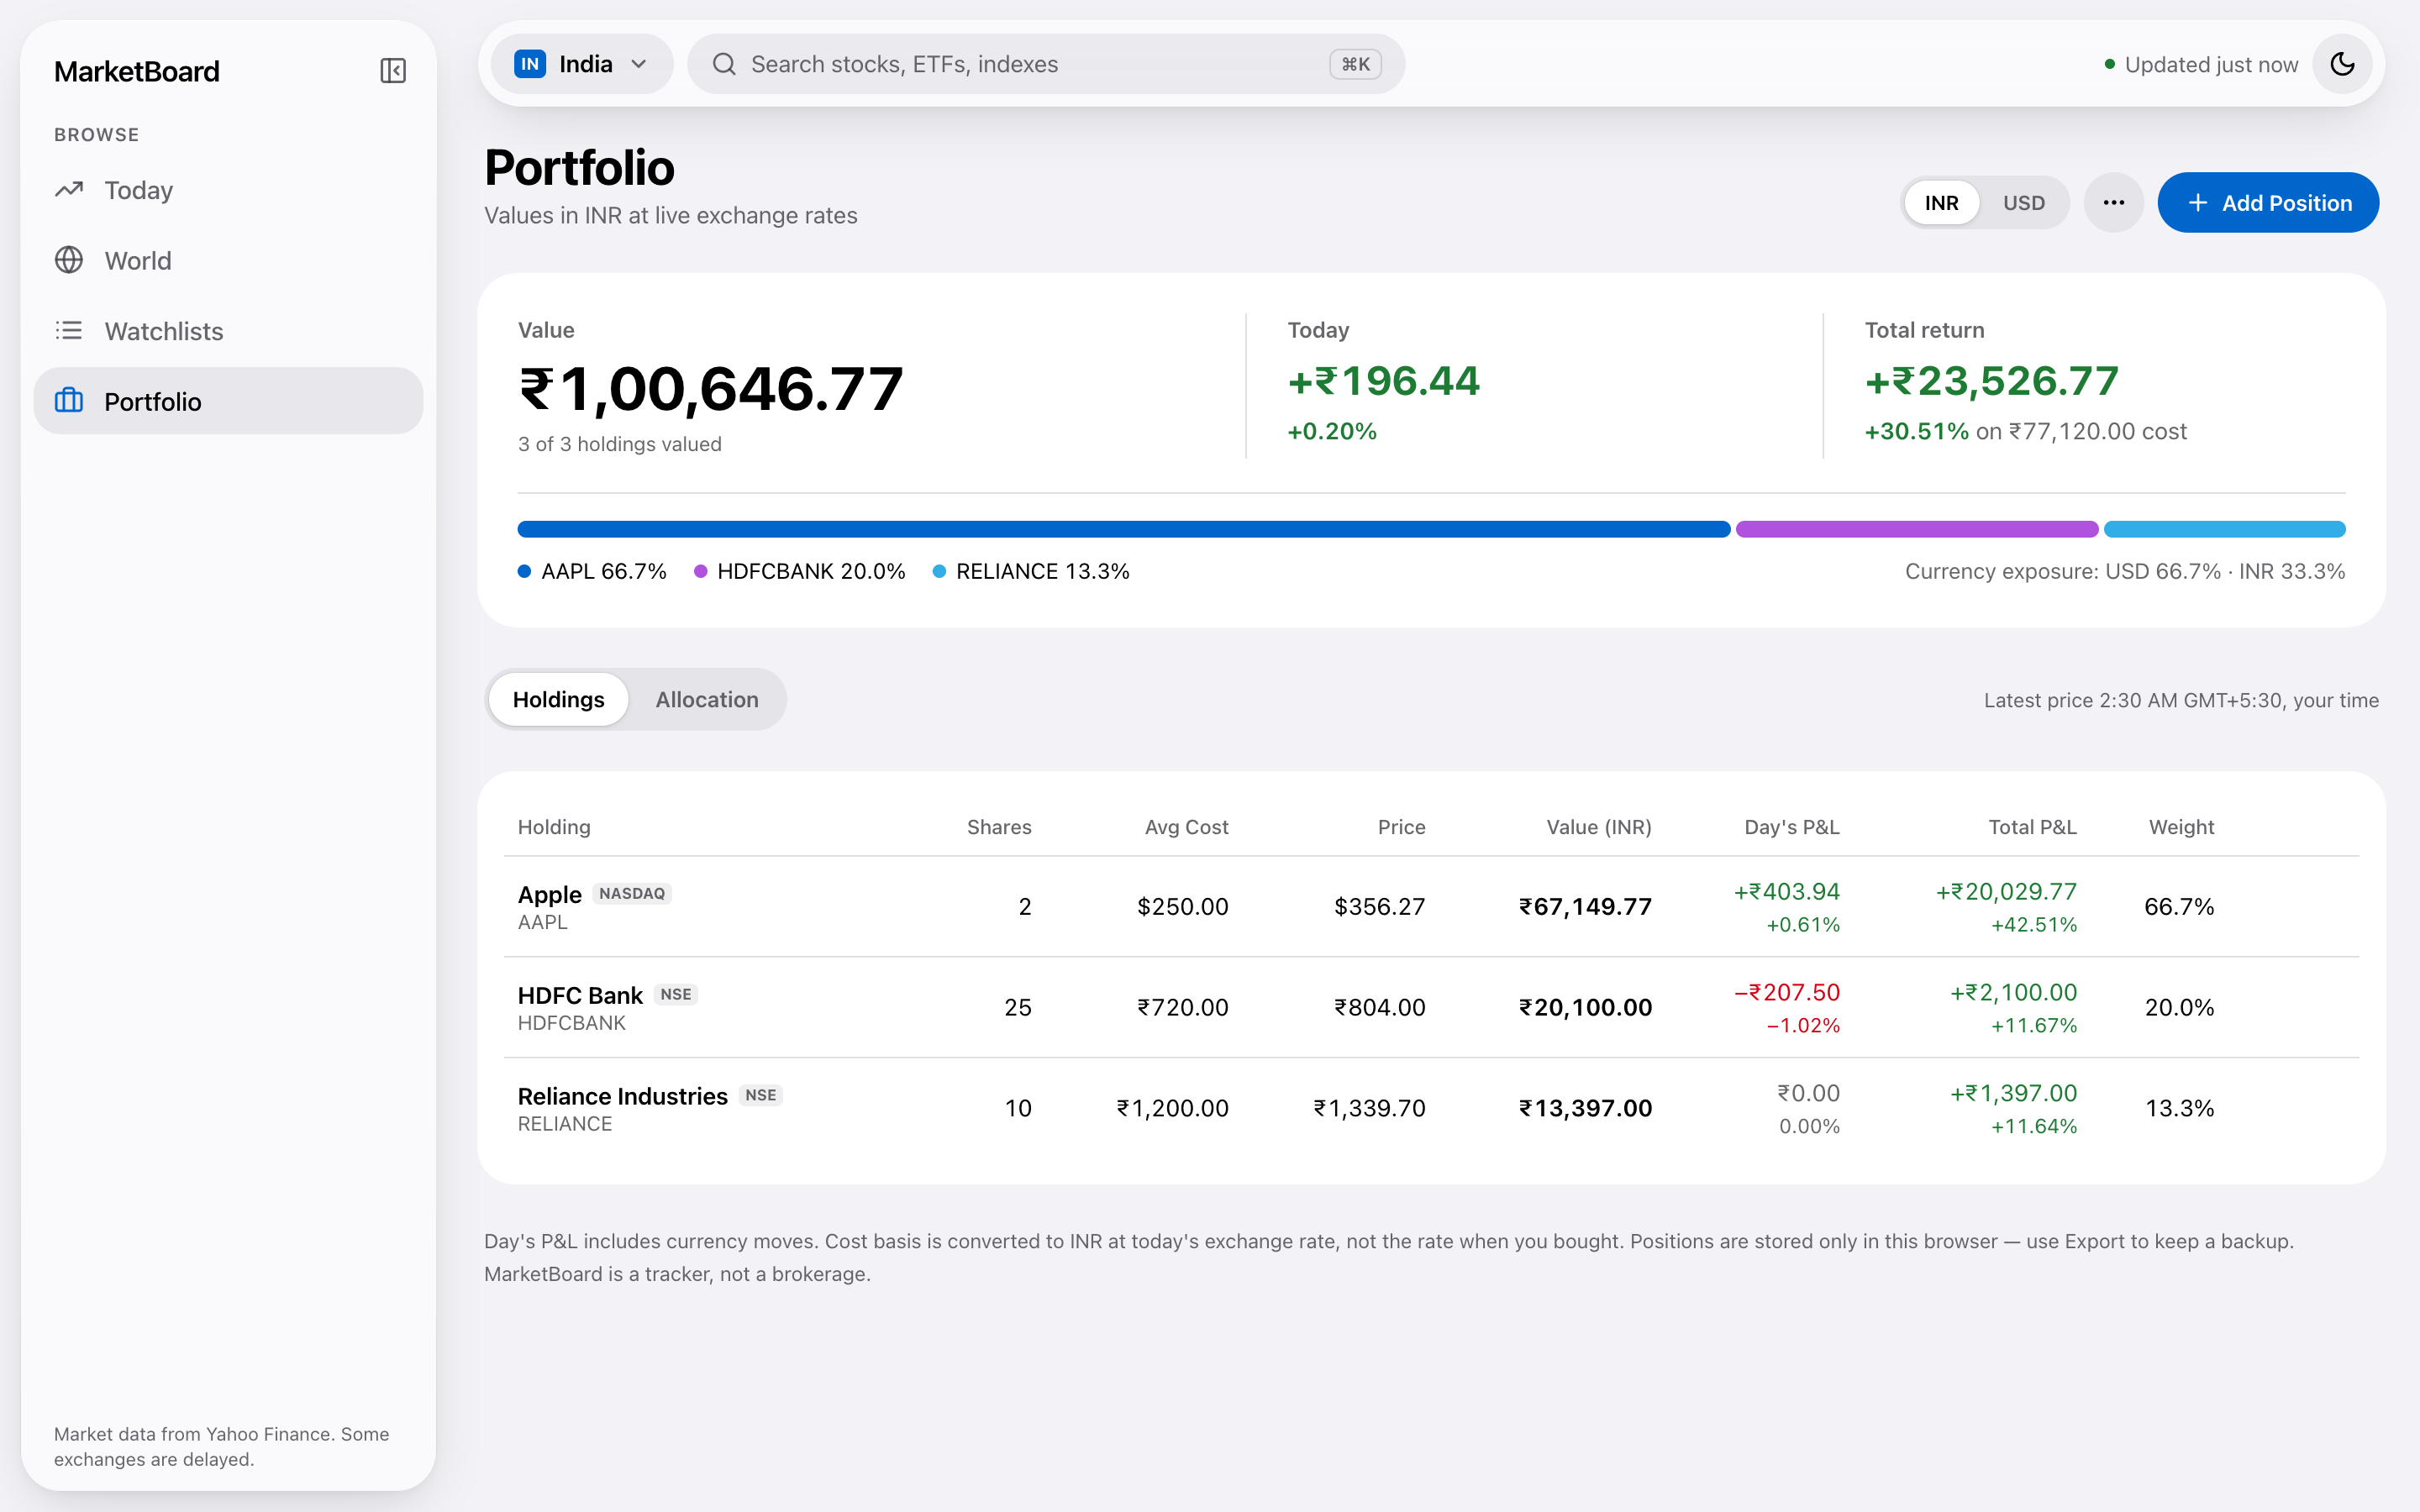 MarketBoard
BROWSE
Today
World
Watchlists
Portfolio
Market data from Yahoo Finance. Some
exchanges are delayed.
IN India
Search stocks, ETFs, indexes ⌘K
Updated just now
Portfolio
Values in INR at live exchange rates
INR USD
Add Position
Value
₹1,00,646.77
3 of 3 holdings valued
Today
+₹196.44
+0.20%
Total return
+₹23,526.77
+30.51% on ₹77,120.00 cost
AAPL 66.7% HDFCBANK 20.0% RELIANCE 13.3%
Currency exposure: USD 66.7% · INR 33.3%
Holdings Allocation
Latest price 2:30 AM GMT+5:30, your time
Holding Shares Avg Cost Price Value (INR) Day's P&L Total P&L Weight
Apple NASDAQ
AAPL
2 $250.00 $356.27 ₹67,149.77
+₹403.94
+0.61%
+₹20,029.77
+42.51%
66.7%
HDFC Bank NSE
HDFCBANK
25 ₹720.00 ₹804.00 ₹20,100.00
−₹207.50
−1.02%
+₹2,100.00
+11.67%
20.0%
Reliance Industries NSE
RELIANCE
10 ₹1,200.00 ₹1,339.70 ₹13,397.00
₹0.00
0.00%
+₹1,397.00
+11.64%
13.3%
Day's P&L includes currency moves. Cost basis is converted to INR at today's exchange rate, not the rate when you bought. Positions are stored only in this browser — use Export to keep a backup.
MarketBoard is a tracker, not a brokerage.